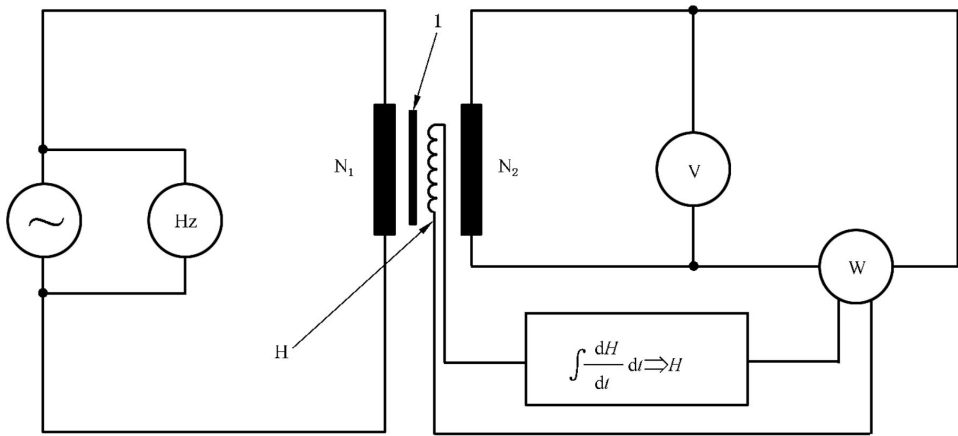 1
N₁
N₂
V
Hz
W
H
∫ dH/dt dt⇒H